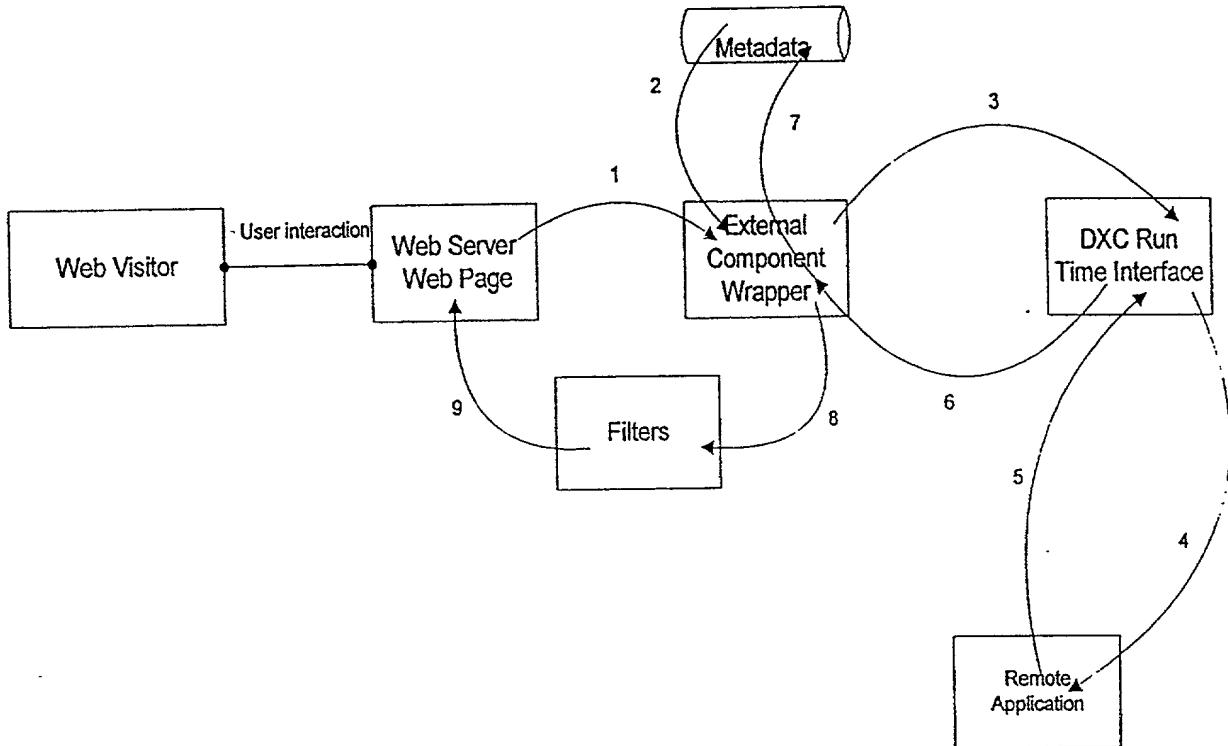 Metadata
2
7
3
1
Web Visitor
User interaction
Web Server
Web Page
External
Component
Wrapper
DXC Run
Time Interface
9
Filters
8
6
5
4
Remote
Application